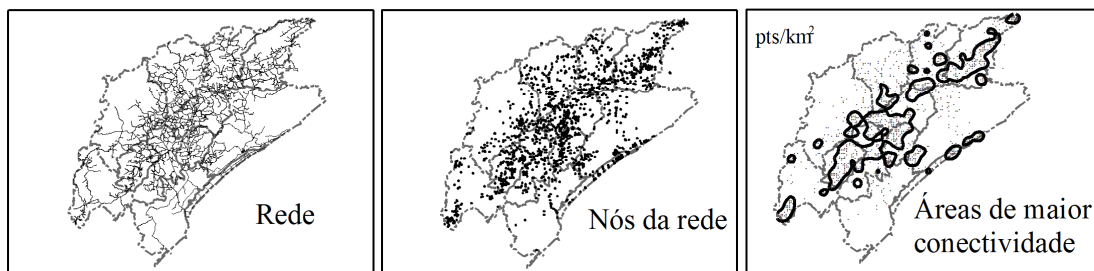 Rede
Nós da rede
pts/km²
Áreas de maior
conectividade